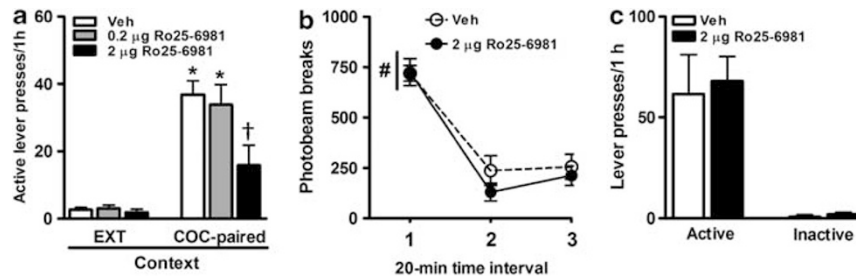 a
Active lever presses/1h
60
40
20
0
Veh
0.2 μg Ro25-6981
2 μg Ro25-6981
* *
†
EXT COC-paired
Context
b
Photobeam breaks
1000
750
500
250
0
Veh
2 μg Ro25-6981
#
1 2 3
20-min time interval
c
Lever presses/1 h
100
50
0
Veh
2 μg Ro25-6981
Active Inactive